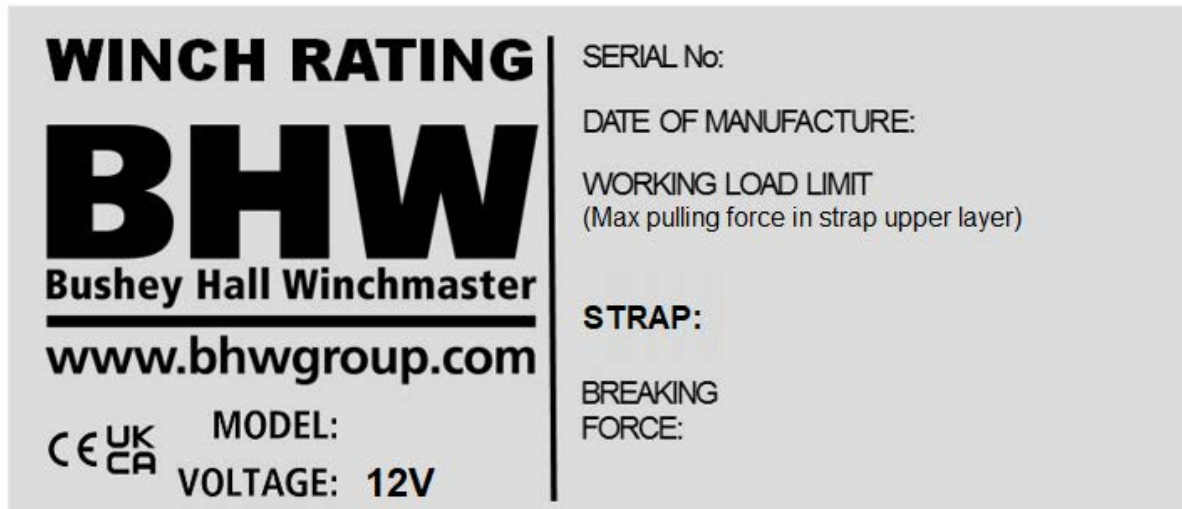 WINCH RATING
BHW
Bushey Hall Winchmaster
www.bhwgroup.com
CE UK
CA
MODEL:
VOLTAGE: 12V
SERIAL No:
DATE OF MANUFACTURE:
WORKING LOAD LIMIT
(Max pulling force in strap upper layer)
STRAP:
BREAKING
FORCE: